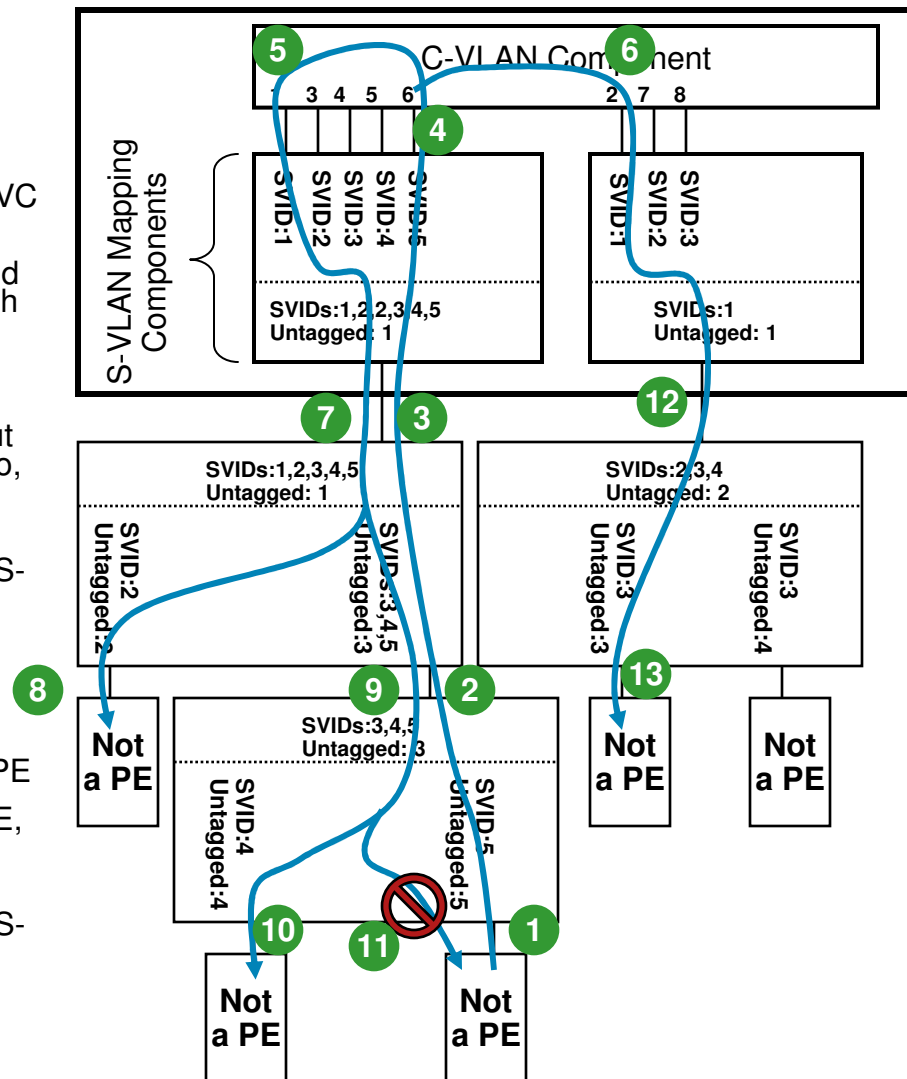 5
6
C-VLAN Component
1 3 4 5 6
2 7 8
4
S-VLAN Mapping
Components
SVID:1
SVID:2
SVID:3
SVID:4
SVID:5
SVID:1
SVID:2
SVID:3
SVIDs:1,2,2,3,4,5
Untagged: 1
SVIDs:1
Untagged: 1
VC
d
h
7
3
12
ut
o,
SVIDs:1,2,3,4,5
Untagged: 1
SVIDs:2,3,4
Untagged: 2
SVID:2
Untagged:2
SVIDs:3,4,5
Untagged:3
SVID:3
Untagged:3
SVID:3
Untagged:4
S-
8
9
2
13
Not
a PE
SVIDs:3,4,5
Untagged: 3
Not
a PE
Not
a PE
PE
E,
SVID:4
Untagged:4
SVID:5
Untagged:5
S-
10
11
1
Not
a PE
Not
a PE